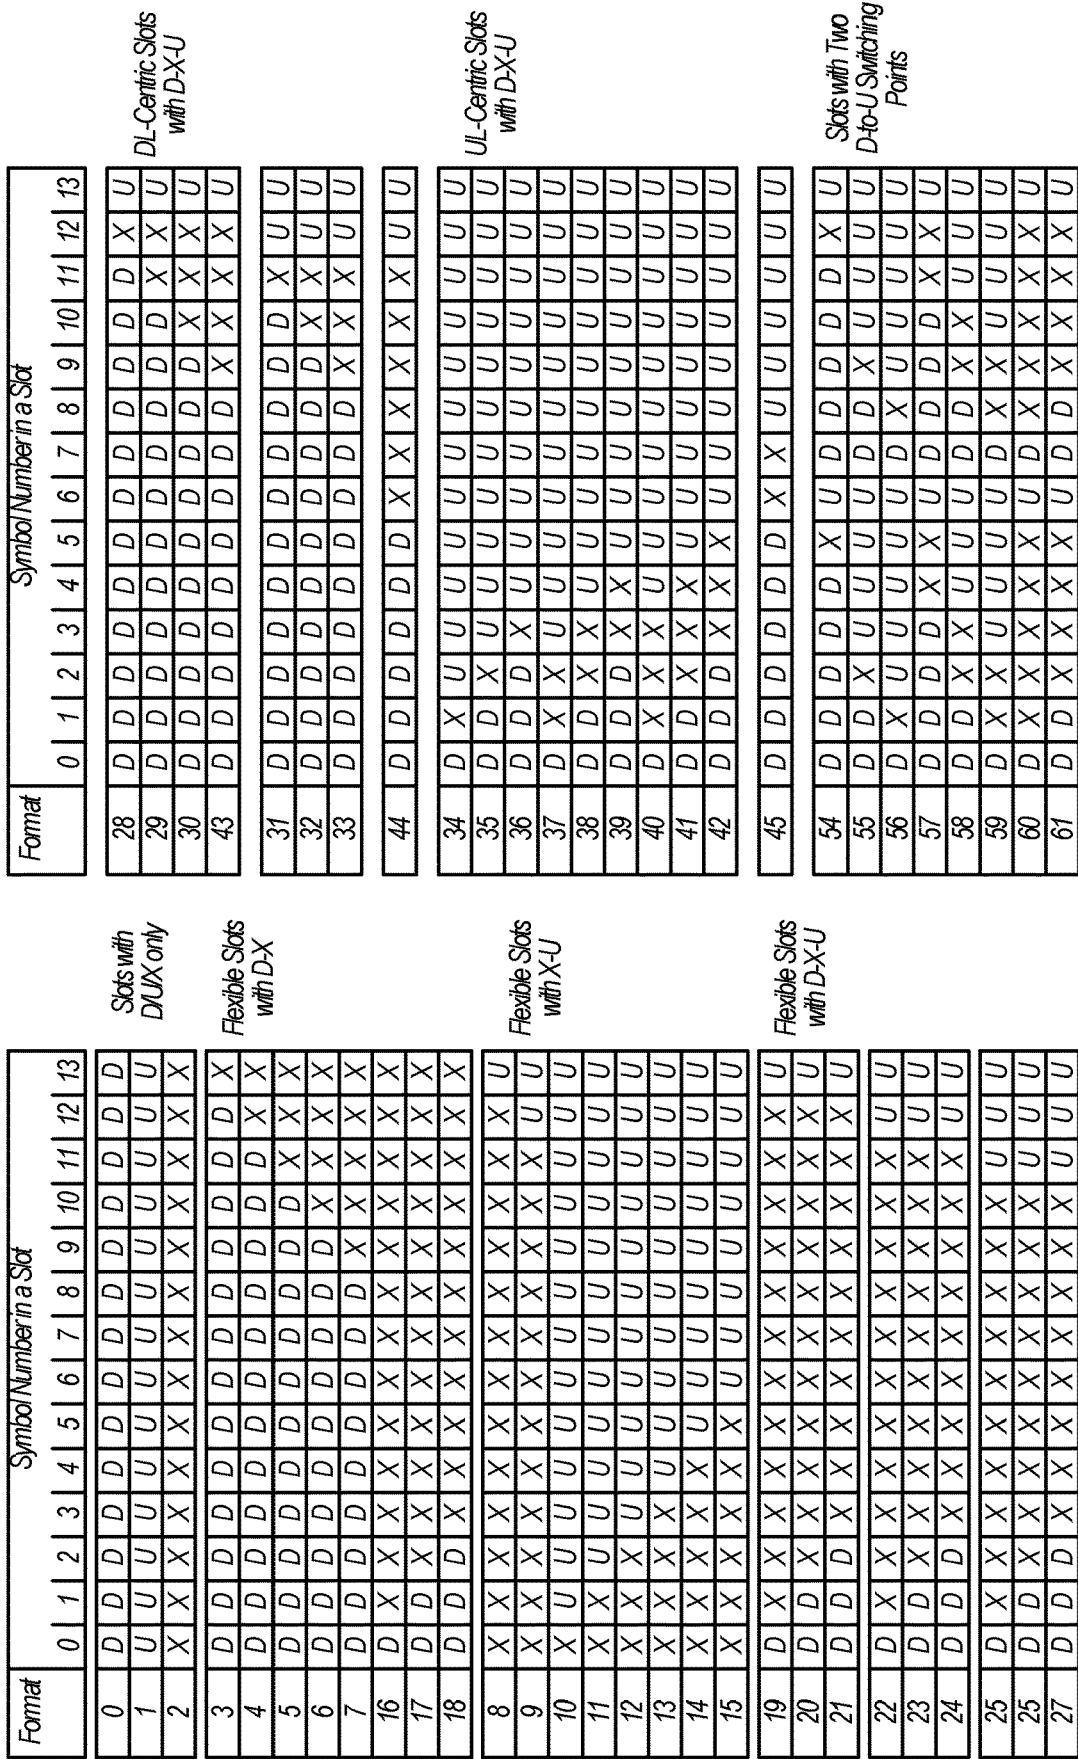 Format Symbol Number in a Slot
0 1 2 3 4 5 6 7 8 9 10 11 12 13
0 D D D D D D D D D D D D D D
1 U U U U U U U U U U U U U U
2 X X X X X X X X X X X X X X
Slots with
D/U/X only
3 D D D D D D D D D D D D D X
4 D D D D D D D D D D D D X X
5 D D D D D D D D D D D X X X
6 D D D D D D D D D D X X X X
7 D D D D D D D D D X X X X X
16 D X X X X X X X X X X X X X
17 D D X X X X X X X X X X X X
18 D D D X X X X X X X X X X X
Flexible Slots
with D-X
8 X X X X X X X X X X X X X U
9 X X X X X X X X X X X X U U
10 X U U U U U U U U U U U U U
11 X X U U U U U U U U U U U U
12 X X X U U U U U U U U U U U
13 X X X X U U U U U U U U U U
14 X X X X X U U U U U U U U U
15 X X X X X X U U U U U U U U
Flexible Slots
with X-U
19 D X X X X X X X X X X X X U
20 D D X X X X X X X X X X X U
21 D D D X X X X X X X X X X U
Flexible Slots
with D-X-U
22 D X X X X X X X X X X X U U
23 D D X X X X X X X X X X U U
24 D D D X X X X X X X X X U U
25 D X X X X X X X X X X U U U
25 D D X X X X X X X X X U U U
27 D D D X X X X X X X X U U U
Format Symbol Number in a Slot
0 1 2 3 4 5 6 7 8 9 10 11 12 13
28 D D D D D D D D D D D D X U
29 D D D D D D D D D D D X X U
30 D D D D D D D D D D X X X U
43 D D D D D D D D D X X X X U
DL-Centric Slots
with D-X-U
31 D D D D D D D D D D D X U U
32 D D D D D D D D D D X X U U
33 D D D D D D D D D X X X U U
44 D D D D D D X X X X X X U U
34 D X U U U U U U U U U U U U
35 D D X U U U U U U U U U U U
36 D D D X U U U U U U U U U U
37 D X X U U U U U U U U U U U
38 D D X X U U U U U U U U U U
39 D D D X X U U U U U U U U U
40 D X X X U U U U U U U U U U
41 D D X X X U U U U U U U U U
42 D D D X X X U U U U U U U U
UL-Centric Slots
with D-X-U
45 D D D D D D X X U U U U U U
54 D D D D D X U D D D D D X U
55 D D X U U U U D D X U U U U
56 D X U U U U U D X U U U U U
57 D D D D X X U D D D D X X U
58 D D X X U U U D D X X U U U
59 D X X U U U U D X X U U U U
60 D X X X X X U D X X X X X U
61 D D X X X X U D D X X X X U
Slots with Two
D-to-U Switching
Points